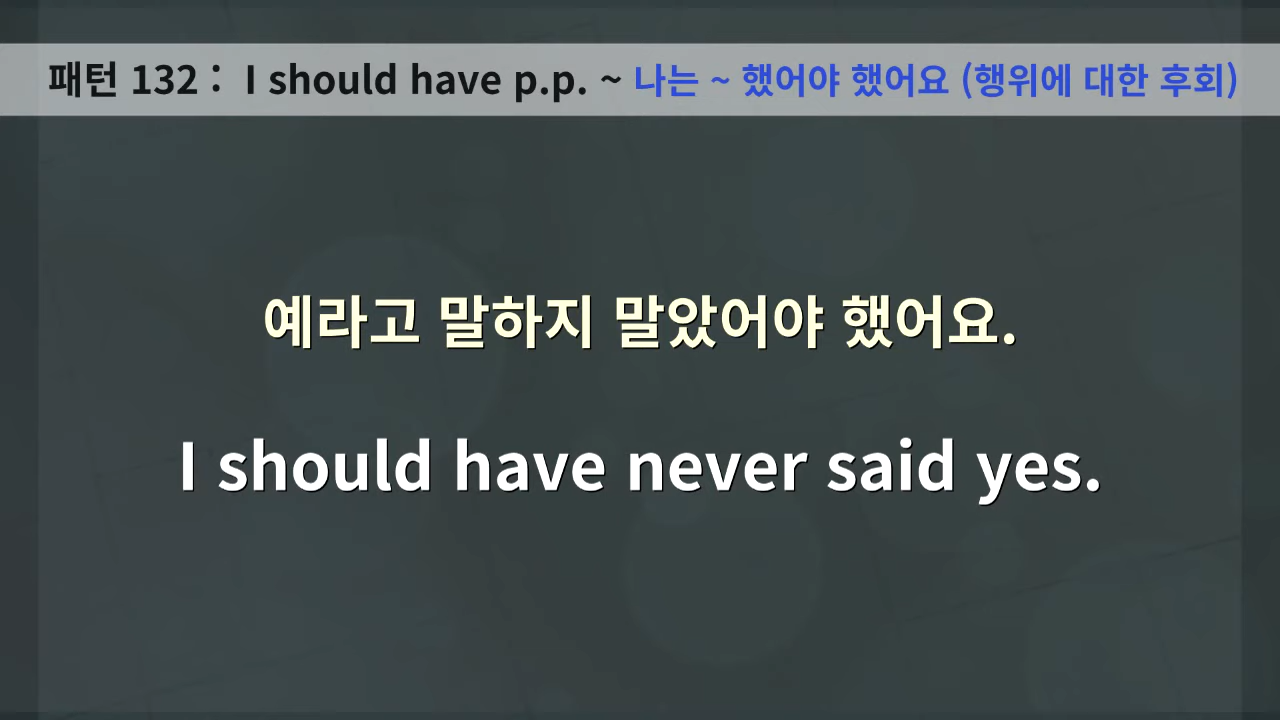 패턴 132 : I should have p.p. ~ 나는 ~ 했어야 했어요 (행위에 대한 후회)
예라고 말하지 말았어야 했어요.
I should have never said yes.